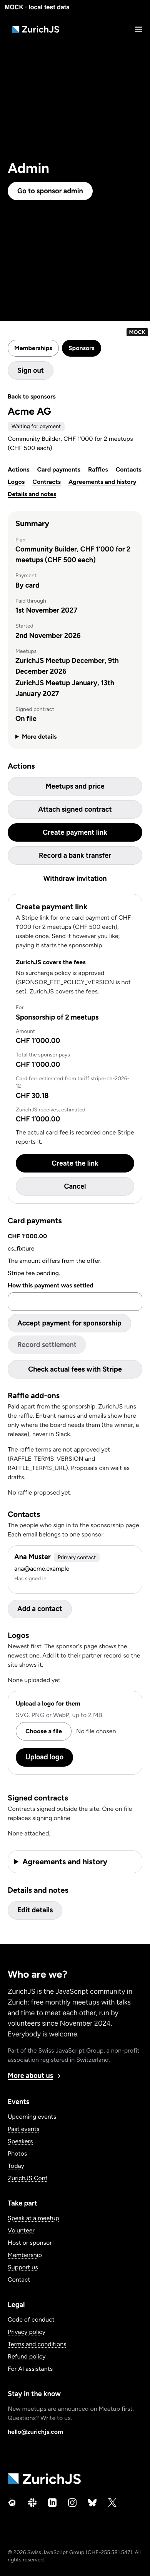 MOCK · local test data
ZurichJS
Admin
Go to sponsor admin
MOCK
Memberships
Sponsors
Sign out
Back to sponsors
Acme AG
Waiting for payment
Community Builder, CHF 1'000 for 2 meetups
(CHF 500 each)
Actions Card payments Raffles Contacts
Logos Contracts Agreements and history
Details and notes
Summary
Plan
Community Builder, CHF 1'000 for 2
meetups (CHF 500 each)
Payment
By card
Paid through
1st November 2027
Started
2nd November 2026
Meetups
ZurichJS Meetup December, 9th
December 2026
ZurichJS Meetup January, 13th
January 2027
Signed contract
On file
More details
Actions
Meetups and price
Attach signed contract
Create payment link
Record a bank transfer
Withdraw invitation
Create payment link
A Stripe link for one card payment of CHF
1'000 for 2 meetups (CHF 500 each),
usable once. Send it however you like;
paying it starts the sponsorship.
ZurichJS covers the fees
No surcharge policy is approved
(SPONSOR_FEE_POLICY_VERSION is not
set). ZurichJS covers the fees.
For
Sponsorship of 2 meetups
Amount
CHF 1'000.00
Total the sponsor pays
CHF 1'000.00
Card fee, estimated from tariff stripe-ch-2026-
12
CHF 30.18
ZurichJS receives, estimated
CHF 1'000.00
The actual card fee is recorded once Stripe
reports it.
Create the link
Cancel
Card payments
CHF 1'000.00
cs_fixture
The amount differs from the offer.
Stripe fee pending.
How this payment was settled
Accept payment for sponsorship
Record settlement
Check actual fees with Stripe
Raffle add-ons
Paid apart from the sponsorship. ZurichJS runs
the raffle. Entrant names and emails show here
only where the board needs them (the winner, a
release), never in Slack.
The raffle terms are not approved yet
(RAFFLE_TERMS_VERSION and
RAFFLE_TERMS_URL). Proposals can wait as
drafts.
No raffle proposed yet.
Contacts
The people who sign in to the sponsorship page.
Each email belongs to one sponsor.
Ana Muster Primary contact
ana@acme.example
Has signed in
Add a contact
Logos
Newest first. The sponsor's page shows the
newest one. Add it to their partner record so the
site shows it.
None uploaded yet.
Upload a logo for them
SVG, PNG or WebP, up to 2 MB.
Choose a file No file chosen
Upload logo
Signed contracts
Contracts signed outside the site. One on file
replaces signing online.
None attached.
Agreements and history
Details and notes
Edit details
Who are we?
ZurichJS is the JavaScript community in
Zurich: free monthly meetups with talks
and time to meet each other, run by
volunteers since November 2024.
Everybody is welcome.
Part of the Swiss JavaScript Group, a non-profit
association registered in Switzerland.
More about us
Events
Upcoming events
Past events
Speakers
Photos
Today
ZurichJS Conf
Take part
Speak at a meetup
Volunteer
Host or sponsor
Membership
Support us
Contact
Legal
Code of conduct
Privacy policy
Terms and conditions
Refund policy
For AI assistants
Stay in the know
New meetups are announced on Meetup first.
Questions? Write to us.
hello@zurichjs.com
ZurichJS
© 2026 Swiss JavaScript Group (CHE-255.581.547). All
rights reserved.